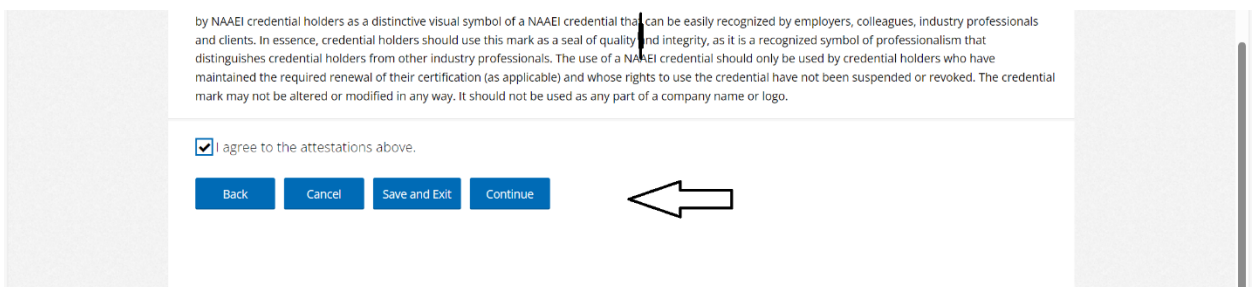 by NAAEI credential holders as a distinctive visual symbol of a NAAEI credential that can be easily recognized by employers, colleagues, industry professionals
and clients. In essence, credential holders should use this mark as a seal of quality and integrity, as it is a recognized symbol of professionalism that
distinguishes credential holders from other industry professionals. The use of a NAAEI credential should only be used by credential holders who have
maintained the required renewal of their certification (as applicable) and whose rights to use the credential have not been suspended or revoked. The credential
mark may not be altered or modified in any way. It should not be used as any part of a company name or logo.
I agree to the attestations above.
Back Cancel Save and Exit Continue